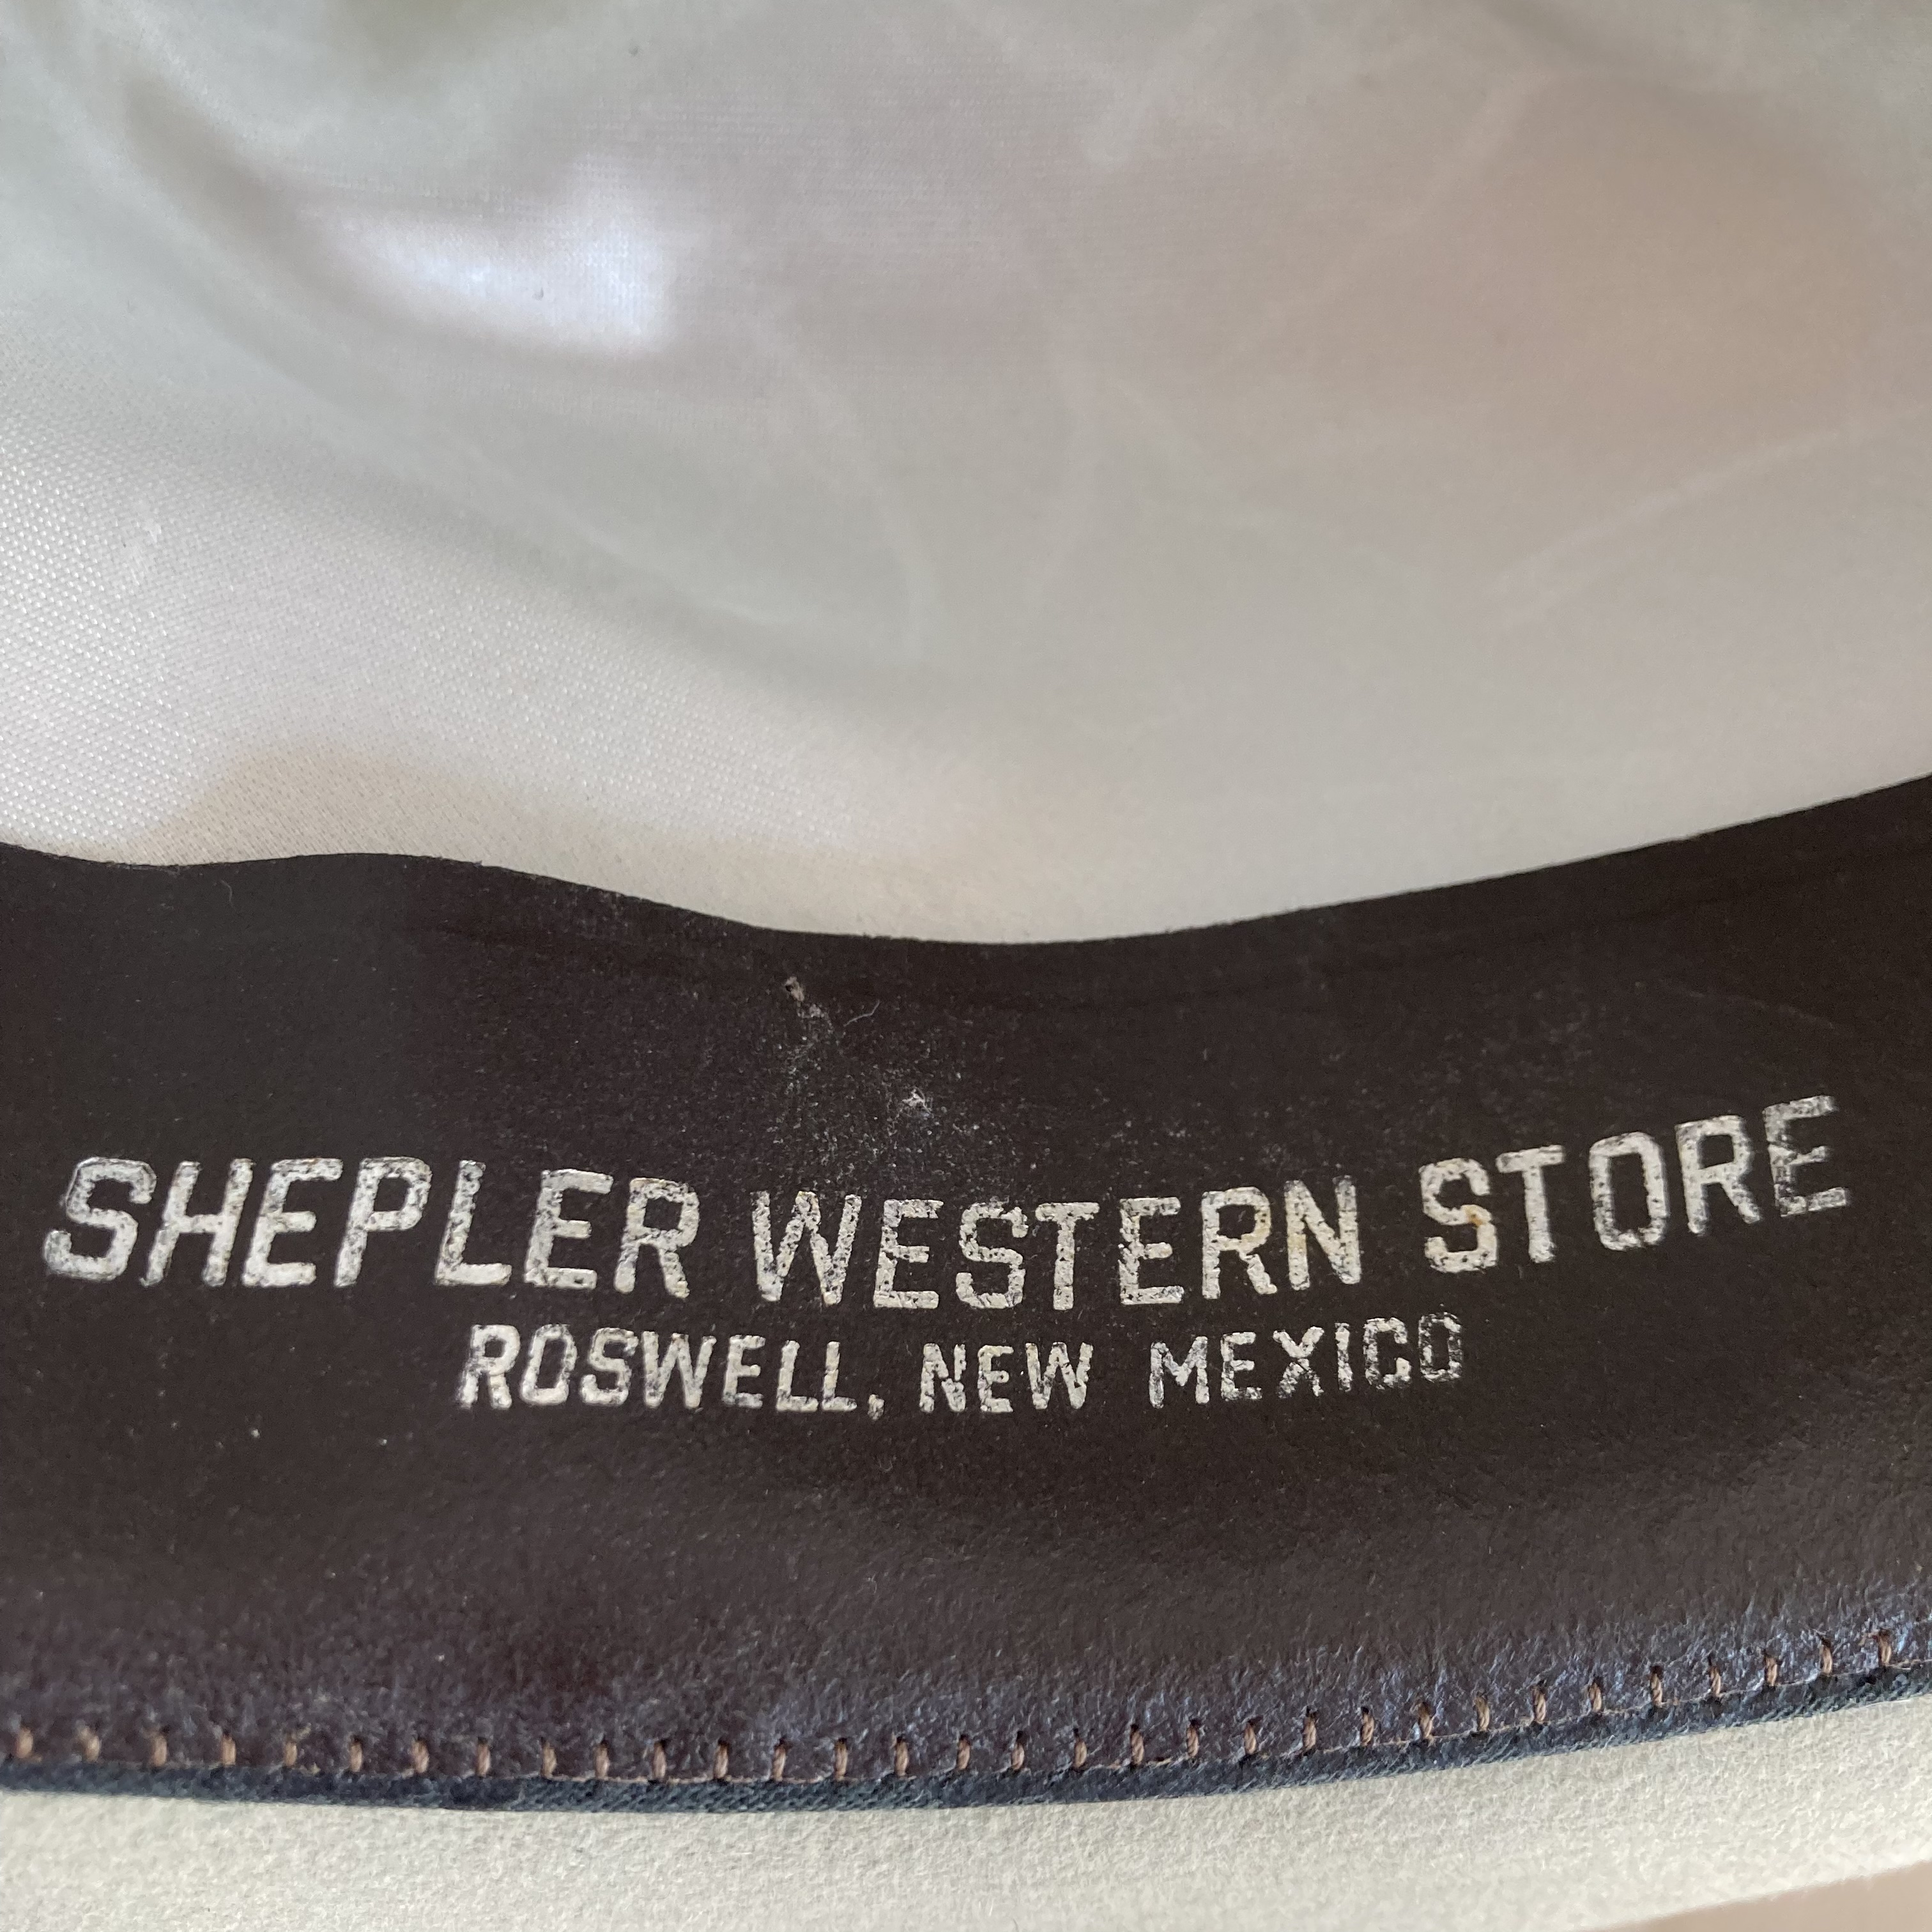 SHEPLER WESTERN STORE
ROSWELL, NEW MEXICO